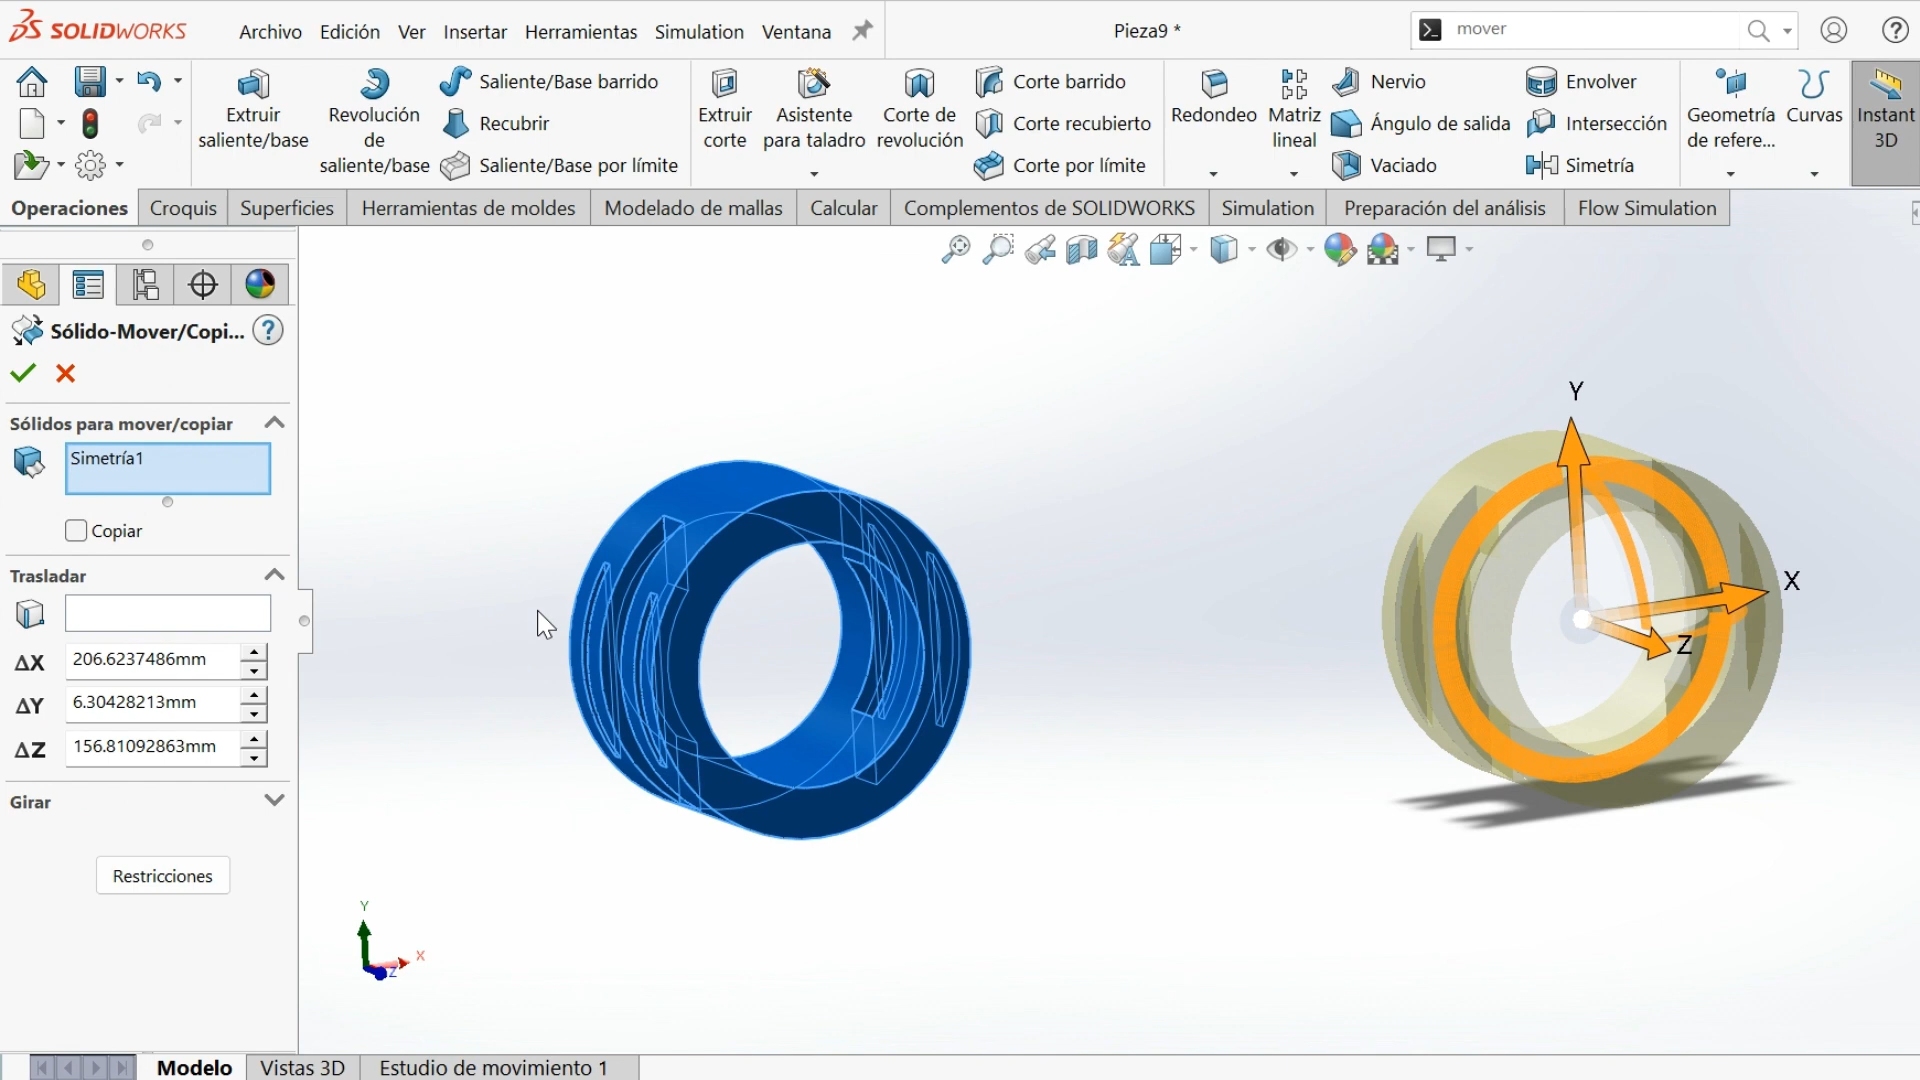 SOLIDWORKS Archivo Edición Ver Insertar Herramientas Simulation Ventana Pieza9 * mover
Extruir saliente/base
Revolución de saliente/base
Saliente/Base barrido
Recubrir
Saliente/Base por límite
Extruir corte
Asistente para taladro
Corte de revolución
Corte barrido
Corte recubierto
Corte por límite
Redondeo
Matriz lineal
Nervio
Ángulo de salida
Vaciado
Envolver
Intersección
Simetría
Geometría de refere...
Curvas
Instant 3D
Operaciones Croquis Superficies Herramientas de moldes Modelado de mallas Calcular Complementos de SOLIDWORKS Simulation Preparación del análisis Flow Simulation
Sólido-Mover/Copi... ?
Sólidos para mover/copiar
Simetría1
Copiar
Trasladar
ΔX 206.6237486mm
ΔY 6.30428213mm
ΔZ 156.81092863mm
Girar
Restricciones
Y
X
Z
Y
X
Z
Modelo Vistas 3D Estudio de movimiento 1